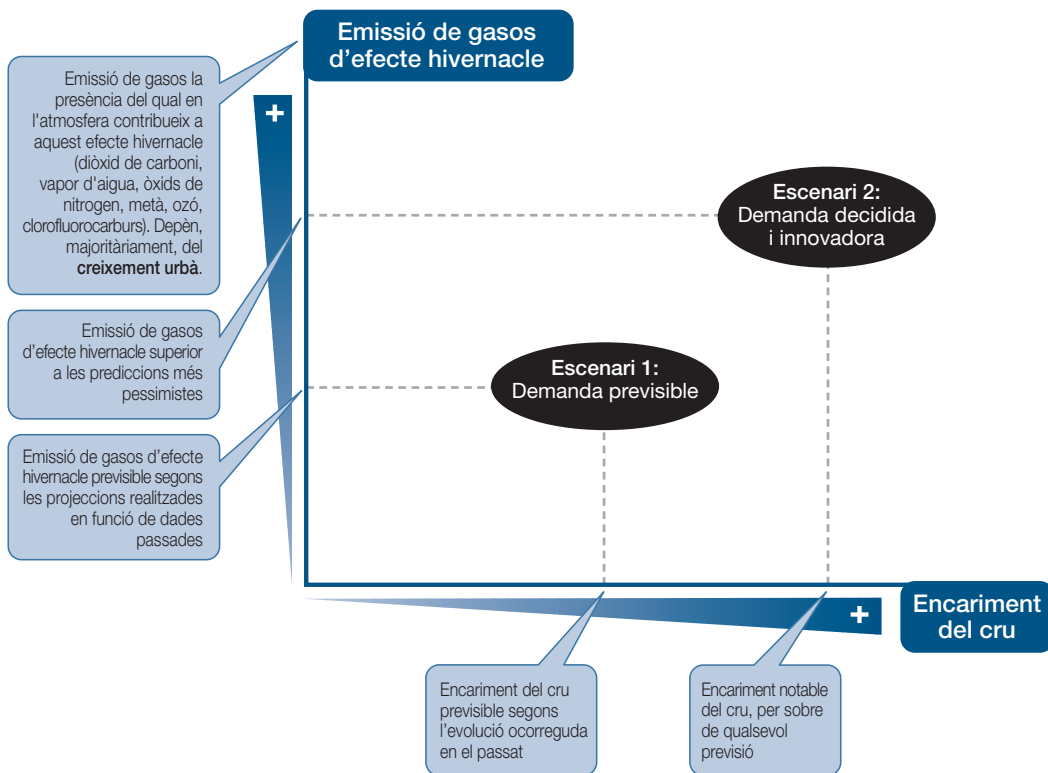 Emissió de gasos
d'efecte hivernacle
Emissió de gasos la
presència del qual en
l'atmosfera contribueix a
aquest efecte hivernacle
(diòxid de carboni,
vapor d'aigua, òxids de
nitrogen, metà, ozó,
clorofluorocarburs). Depèn,
majoritàriament, del
creixement urbà.
+
Escenari 2:
Demanda decidida
i innovadora
Emissió de gasos
d'efecte hivernacle superior
a les prediccions més
pessimistes
Escenari 1:
Demanda previsible
Emissió de gasos d'efecte
hivernacle previsible segons
les projeccions realitzades
en funció de dades
passades
+
Encariment
del cru
Encariment del cru
previsible segons
l'evolució ocorreguda
en el passat
Encariment notable
del cru, per sobre
de qualsevol
previsió